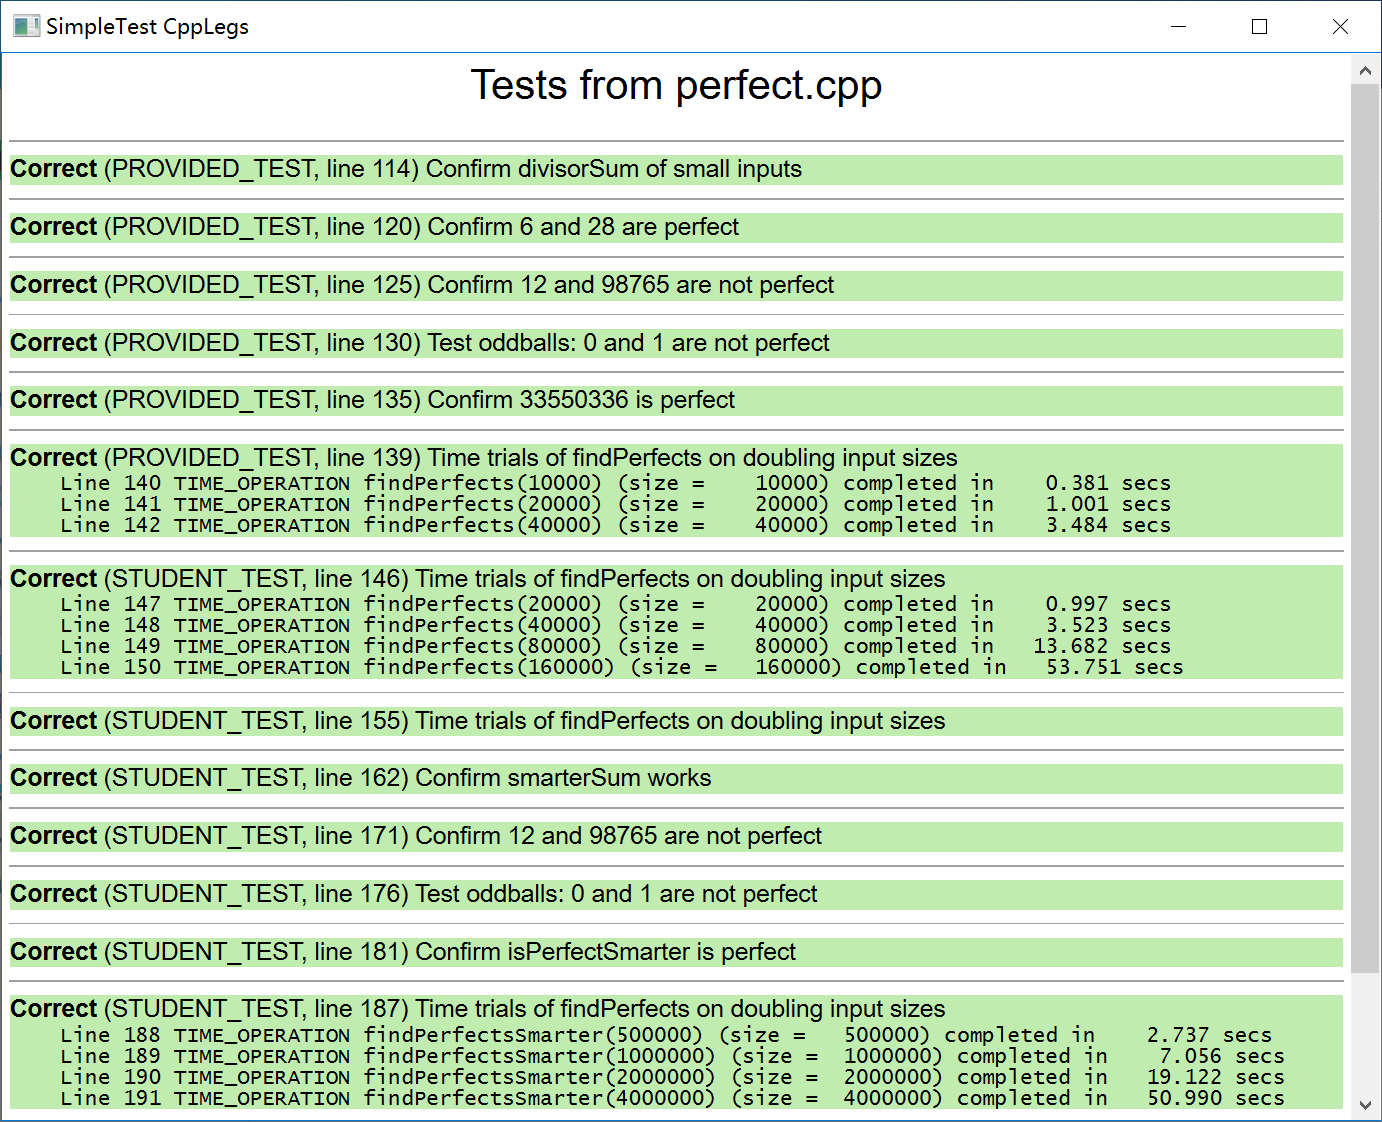 SimpleTest CppLegs
Tests from perfect.cpp
Correct (PROVIDED_TEST, line 114) Confirm divisorSum of small inputs
Correct (PROVIDED_TEST, line 120) Confirm 6 and 28 are perfect
Correct (PROVIDED_TEST, line 125) Confirm 12 and 98765 are not perfect
Correct (PROVIDED_TEST, line 130) Test oddballs: 0 and 1 are not perfect
Correct (PROVIDED_TEST, line 135) Confirm 33550336 is perfect
Correct (PROVIDED_TEST, line 139) Time trials of findPerfects on doubling input sizes
Line 140 TIME_OPERATION findPerfects(10000) (size =    10000) completed in    0.381 secs
Line 141 TIME_OPERATION findPerfects(20000) (size =    20000) completed in    1.001 secs
Line 142 TIME_OPERATION findPerfects(40000) (size =    40000) completed in    3.484 secs
Correct (STUDENT_TEST, line 146) Time trials of findPerfects on doubling input sizes
Line 147 TIME_OPERATION findPerfects(20000) (size =    20000) completed in    0.997 secs
Line 148 TIME_OPERATION findPerfects(40000) (size =    40000) completed in    3.523 secs
Line 149 TIME_OPERATION findPerfects(80000) (size =    80000) completed in   13.682 secs
Line 150 TIME_OPERATION findPerfects(160000) (size =   160000) completed in   53.751 secs
Correct (STUDENT_TEST, line 155) Time trials of findPerfects on doubling input sizes
Correct (STUDENT_TEST, line 162) Confirm smarterSum works
Correct (STUDENT_TEST, line 171) Confirm 12 and 98765 are not perfect
Correct (STUDENT_TEST, line 176) Test oddballs: 0 and 1 are not perfect
Correct (STUDENT_TEST, line 181) Confirm isPerfectSmarter is perfect
Correct (STUDENT_TEST, line 187) Time trials of findPerfects on doubling input sizes
Line 188 TIME_OPERATION findPerfectsSmarter(500000) (size =   500000) completed in    2.737 secs
Line 189 TIME_OPERATION findPerfectsSmarter(1000000) (size =  1000000) completed in    7.056 secs
Line 190 TIME_OPERATION findPerfectsSmarter(2000000) (size =  2000000) completed in   19.122 secs
Line 191 TIME_OPERATION findPerfectsSmarter(4000000) (size =  4000000) completed in   50.990 secs